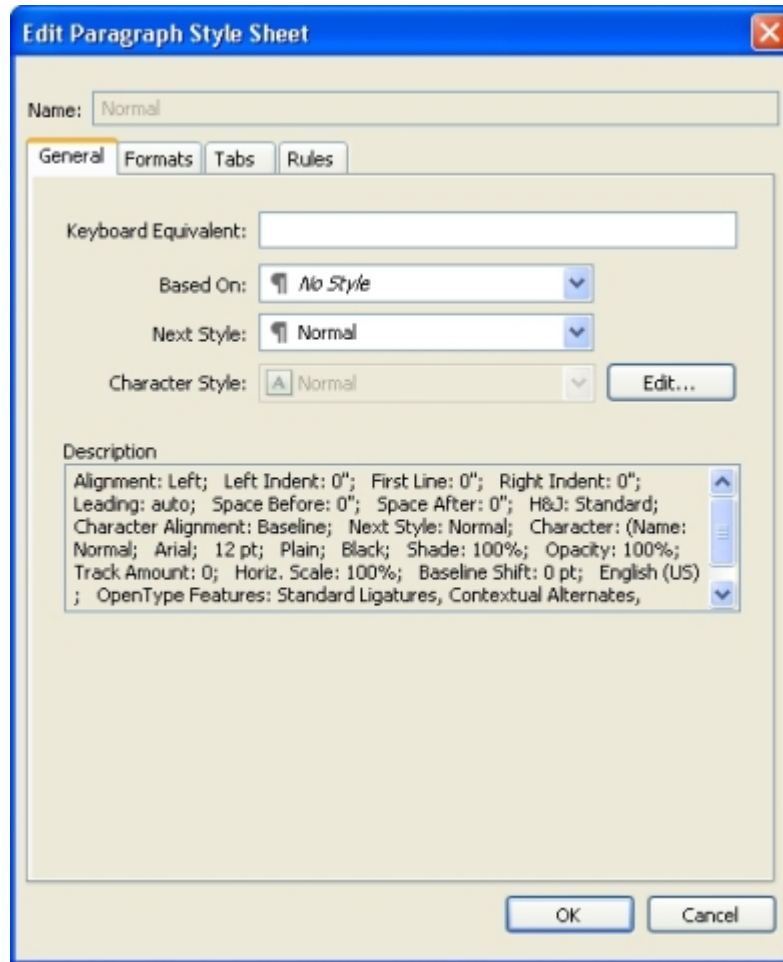 Edit Paragraph Style Sheet
Name: Normal
General Formats Tabs Rules
Keyboard Equivalent:
Based On: ¶ No Style
Next Style: ¶ Normal
Character Style: A Normal Edit...
Description
Alignment: Left; Left Indent: 0"; First Line: 0"; Right Indent: 0";
Leading: auto; Space Before: 0"; Space After: 0"; H&J: Standard;
Character Alignment: Baseline; Next Style: Normal; Character: (Name:
Normal; Arial; 12 pt; Plain; Black; Shade: 100%; Opacity: 100%;
Track Amount: 0; Horiz. Scale: 100%; Baseline Shift: 0 pt; English (US)
; OpenType Features: Standard Ligatures, Contextual Alternates,
OK Cancel